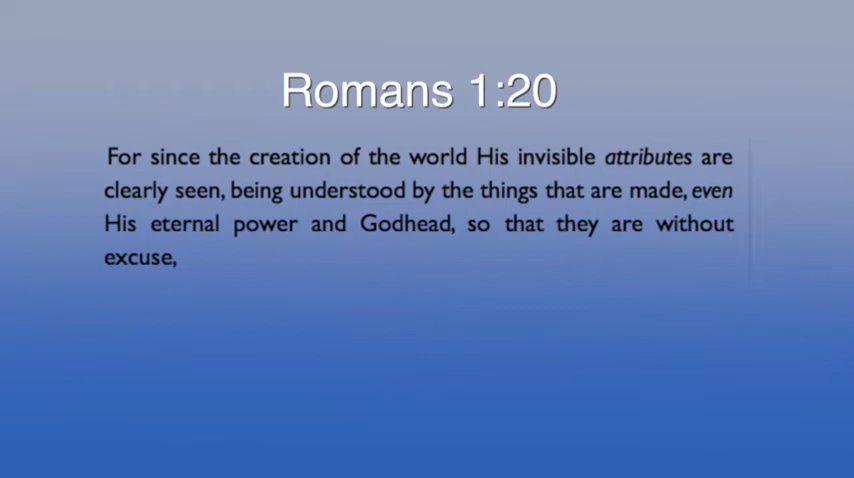 Romans 1:20
For since the creation of the world His invisible attributes are
clearly seen, being understood by the things that are made, even
His eternal power and Godhead, so that they are without
excuse,